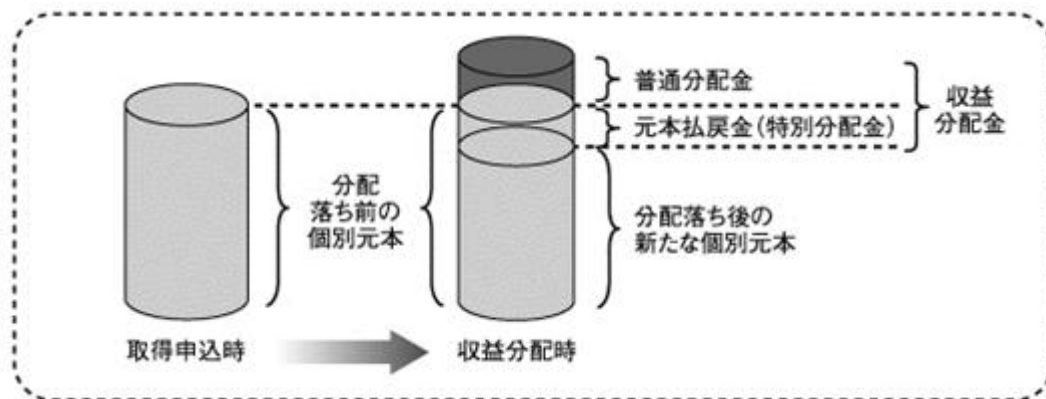 普通分配金
元本払戻金(特別分配金)
収益
分配金
分配
落ち前の
個別元本
分配落ち後の
新たな個別元本
取得申込時
収益分配時